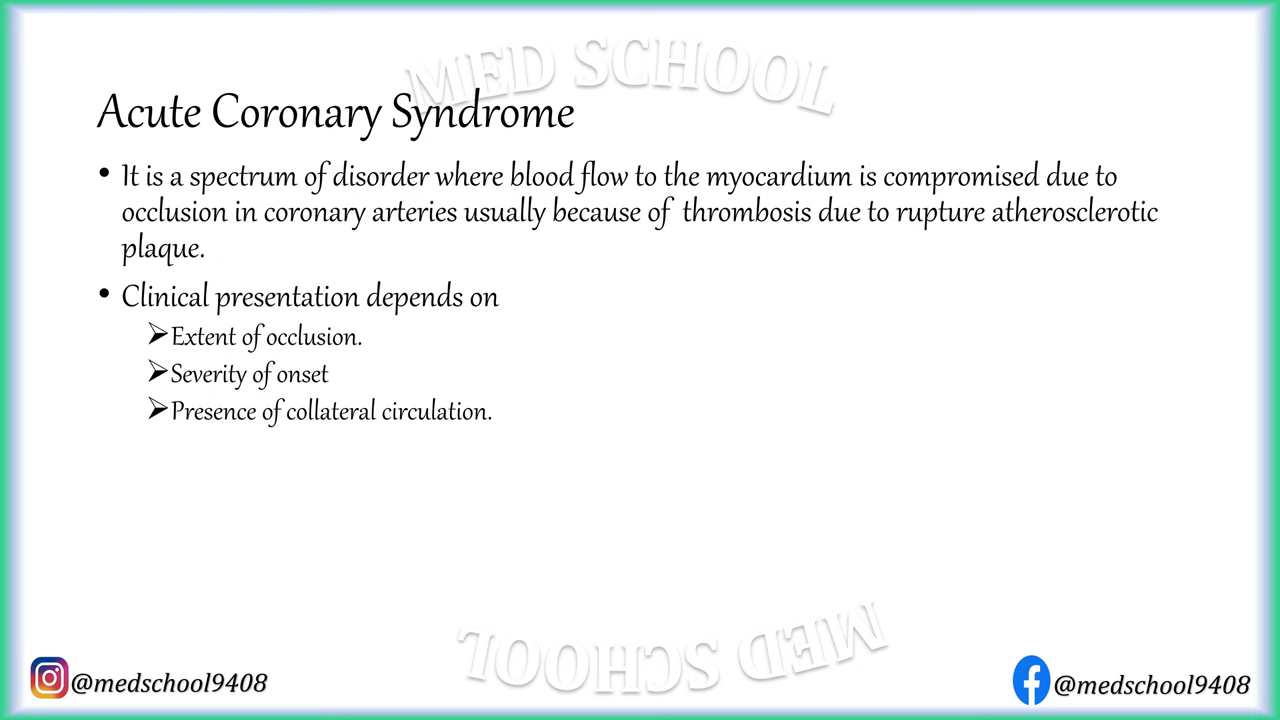 MED SCHOOL
Acute Coronary Syndrome
• It is a spectrum of disorder where blood flow to the myocardium is compromised due to
occlusion in coronary arteries usually because of thrombosis due to rupture atherosclerotic
plaque.
• Clinical presentation depends on
➢Extent of occlusion.
➢Severity of onset
➢Presence of collateral circulation.
MED SCHOOL
@medschool9408
@medschool9408